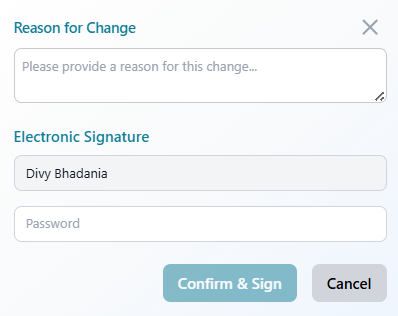 Reason for Change
Please provide a reason for this change...
Electronic Signature
Divy Bhadania
Password
Confirm & Sign
Cancel